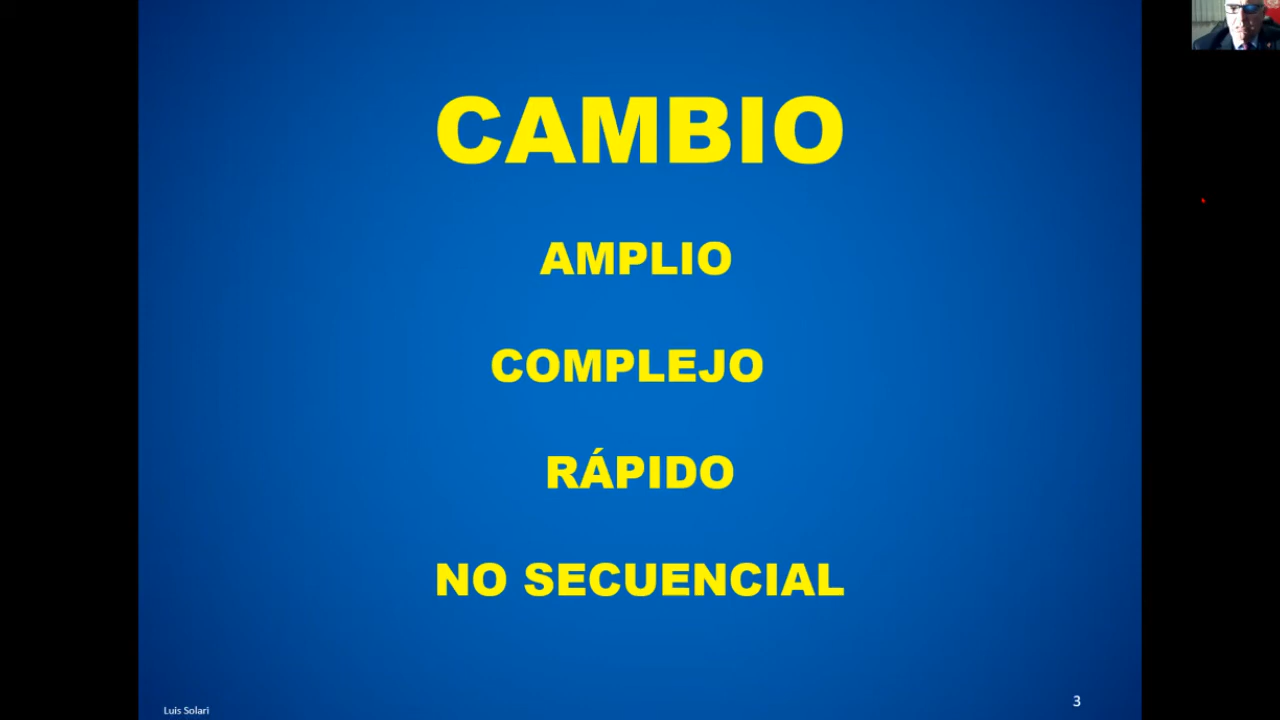 CAMBIO
AMPLIO
COMPLEJO
RÁPIDO
NO SECUENCIAL
Luis Solari
3